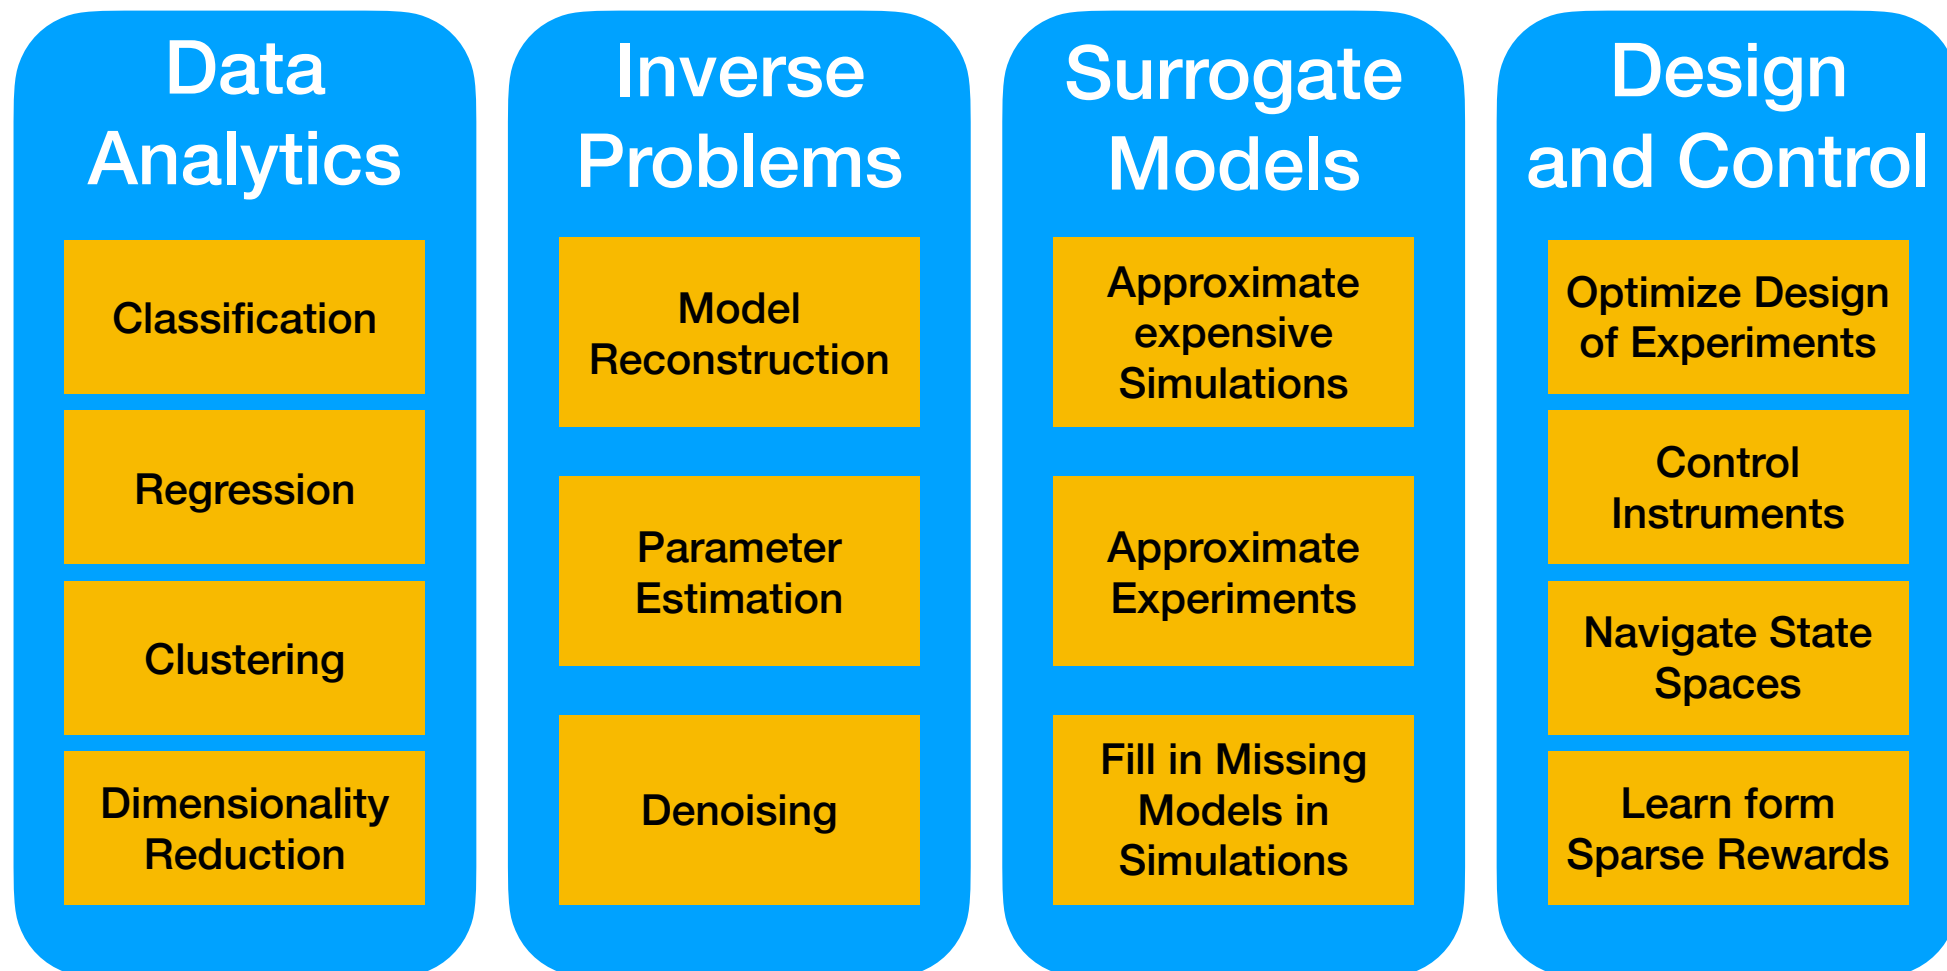 Data
Analytics
Classification
Regression
Clustering
Dimensionality
Reduction
Inverse
Problems
Model
Reconstruction
Parameter
Estimation
Denoising
Surrogate
Models
Approximate
expensive
Simulations
Approximate
Experiments
Fill in Missing
Models in
Simulations
Design
and Control
Optimize Design
of Experiments
Control
Instruments
Navigate State
Spaces
Learn form
Sparse Rewards